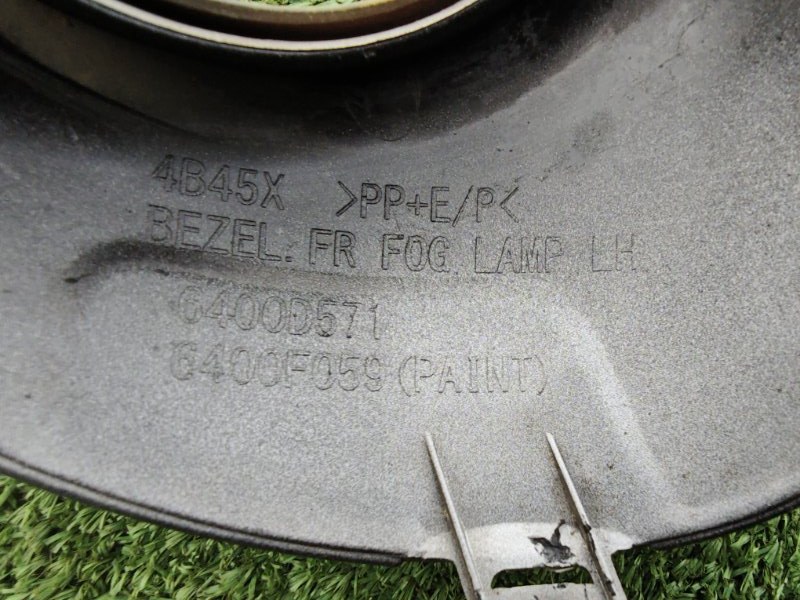 4B45X >PP+E/P<
BEZEL. FR FOG LAMP LH
6400D571
6400F059 (PAINT)